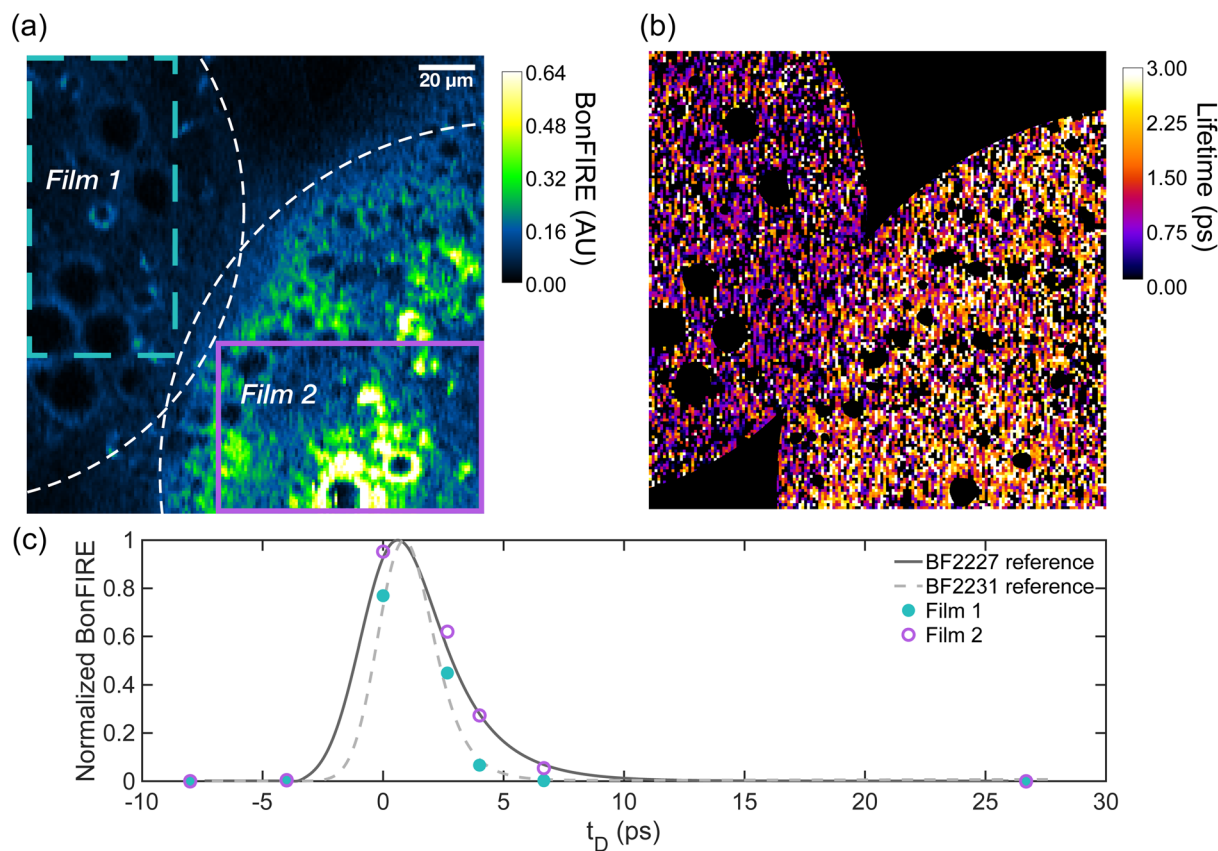 (a)
(b)
Film 1
Film 2
20 µm
0.64
0.48
0.32
0.16
0.00
BonFIRE (AU)
3.00
2.25
1.50
0.75
0.00
Lifetime (ps)
(c)
Normalized BonFIRE
1
0.8
0.6
0.4
0.2
0
-10
-5
0
5
10
15
20
25
30
t_D (ps)
BF2227 reference
BF2231 reference
Film 1
Film 2